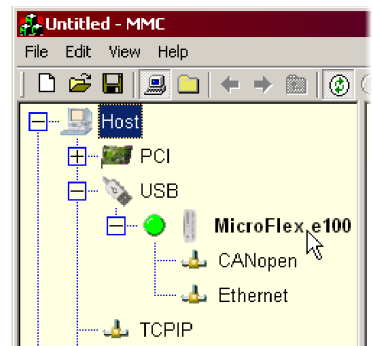 Untitled - MMC
File Edit View Help
Host
PCI
USB
MicroFlex e100
CANopen
Ethernet
TCPIP